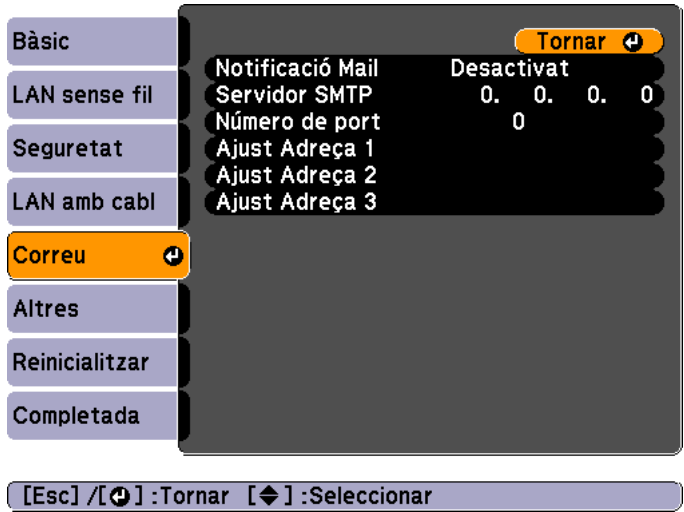 Bàsic
LAN sense fil
Seguretat
LAN amb cabl
Correu
Altres
Reinicialitzar
Completada
Tornar
Notificació Mail Desactivat
Servidor SMTP 0. 0. 0. 0
Número de port 0
Ajust Adreça 1
Ajust Adreça 2
Ajust Adreça 3
[Esc] /[ ] :Tornar [ ] :Seleccionar